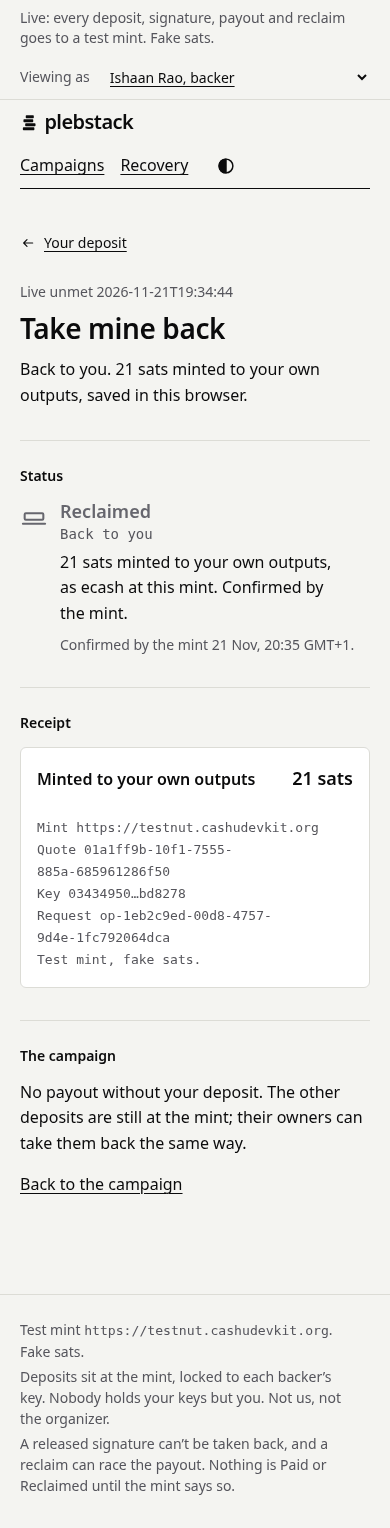 Live: every deposit, signature, payout and reclaim
goes to a test mint. Fake sats.
Viewing as Ishaan Rao, backer
plebstack
Campaigns Recovery
← Your deposit
Live unmet 2026-11-21T19:34:44
Take mine back
Back to you. 21 sats minted to your own
outputs, saved in this browser.
Status
Reclaimed
Back to you
21 sats minted to your own outputs,
as ecash at this mint. Confirmed by
the mint.
Confirmed by the mint 21 Nov, 20:35 GMT+1.
Receipt
Minted to your own outputs 21 sats
Mint https://testnut.cashudevkit.org
Quote 01a1ff9b-10f1-7555-
885a-685961286f50
Key 03434950…bd8278
Request op-1eb2c9ed-00d8-4757-
9d4e-1fc792064dca
Test mint, fake sats.
The campaign
No payout without your deposit. The other
deposits are still at the mint; their owners can
take them back the same way.
Back to the campaign
Test mint https://testnut.cashudevkit.org.
Fake sats.
Deposits sit at the mint, locked to each backer’s
key. Nobody holds your keys but you. Not us, not
the organizer.
A released signature can’t be taken back, and a
reclaim can race the payout. Nothing is Paid or
Reclaimed until the mint says so.